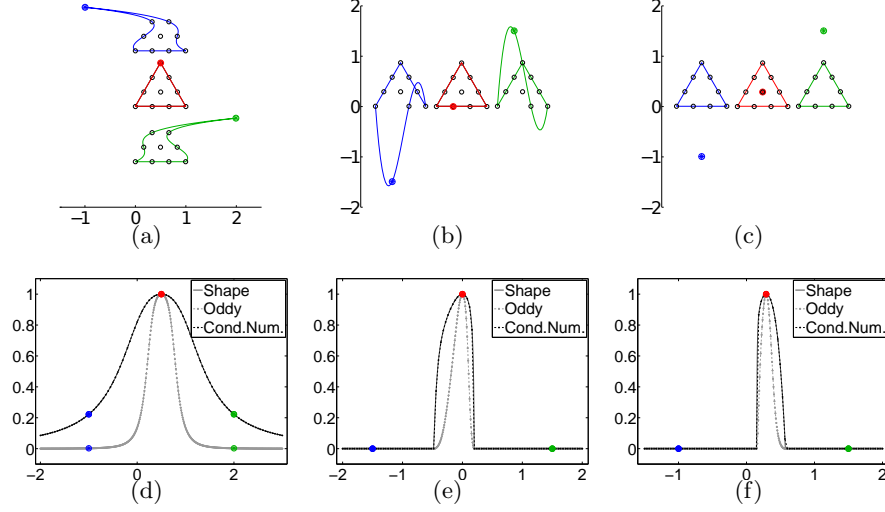 −1 0 1 2
(a)
2
1
0
−1
−2
(b)
2
1
0
−1
−2
(c)
1
0.8
0.6
0.4
0.2
0
−2 −1 0 1 2
Shape
Oddy
Cond.Num.
(d)
1
0.8
0.6
0.4
0.2
0
−2 −1 0 1 2
Shape
Oddy
Cond.Num.
(e)
1
0.8
0.6
0.4
0.2
0
−1 0 1 2
Shape
Oddy
Cond.Num.
(f)